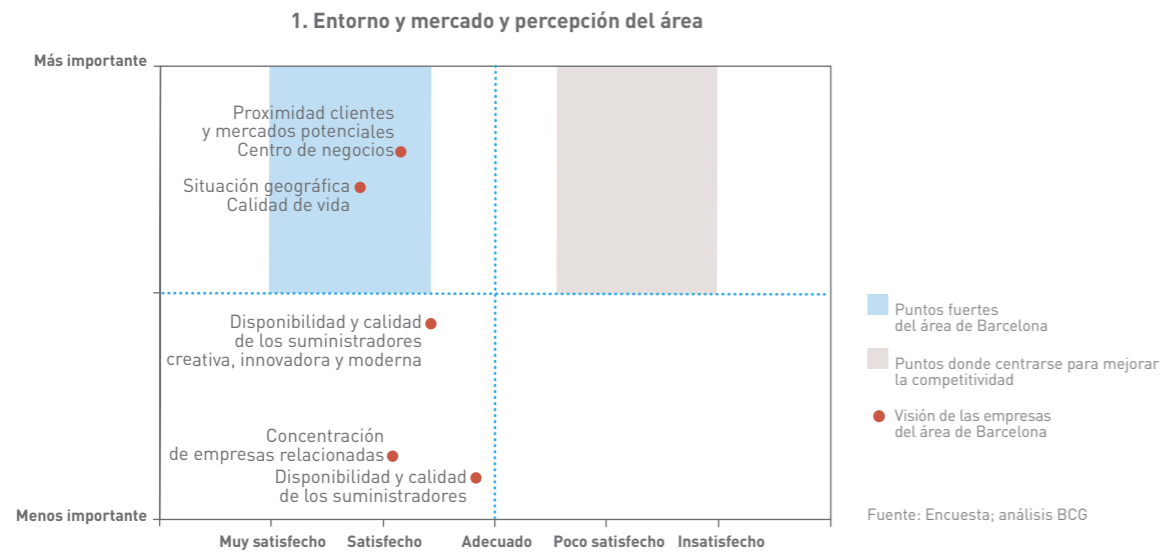 1. Entorno y mercado y percepción del área
Más importante
Proximidad clientes
y mercados potenciales
Centro de negocios
Situación geográfica
Calidad de vida
Disponibilidad y calidad
de los suministradores
creativa, innovadora y moderna
Concentración
de empresas relacionadas
Disponibilidad y calidad
de los suministradores
Menos importante
Muy satisfecho
Satisfecho
Adecuado
Poco satisfecho
Insatisfecho
Puntos fuertes
del área de Barcelona
Puntos donde centrarse para mejorar
la competitividad
Visión de las empresas
del área de Barcelona
Fuente: Encuesta; análisis BCG